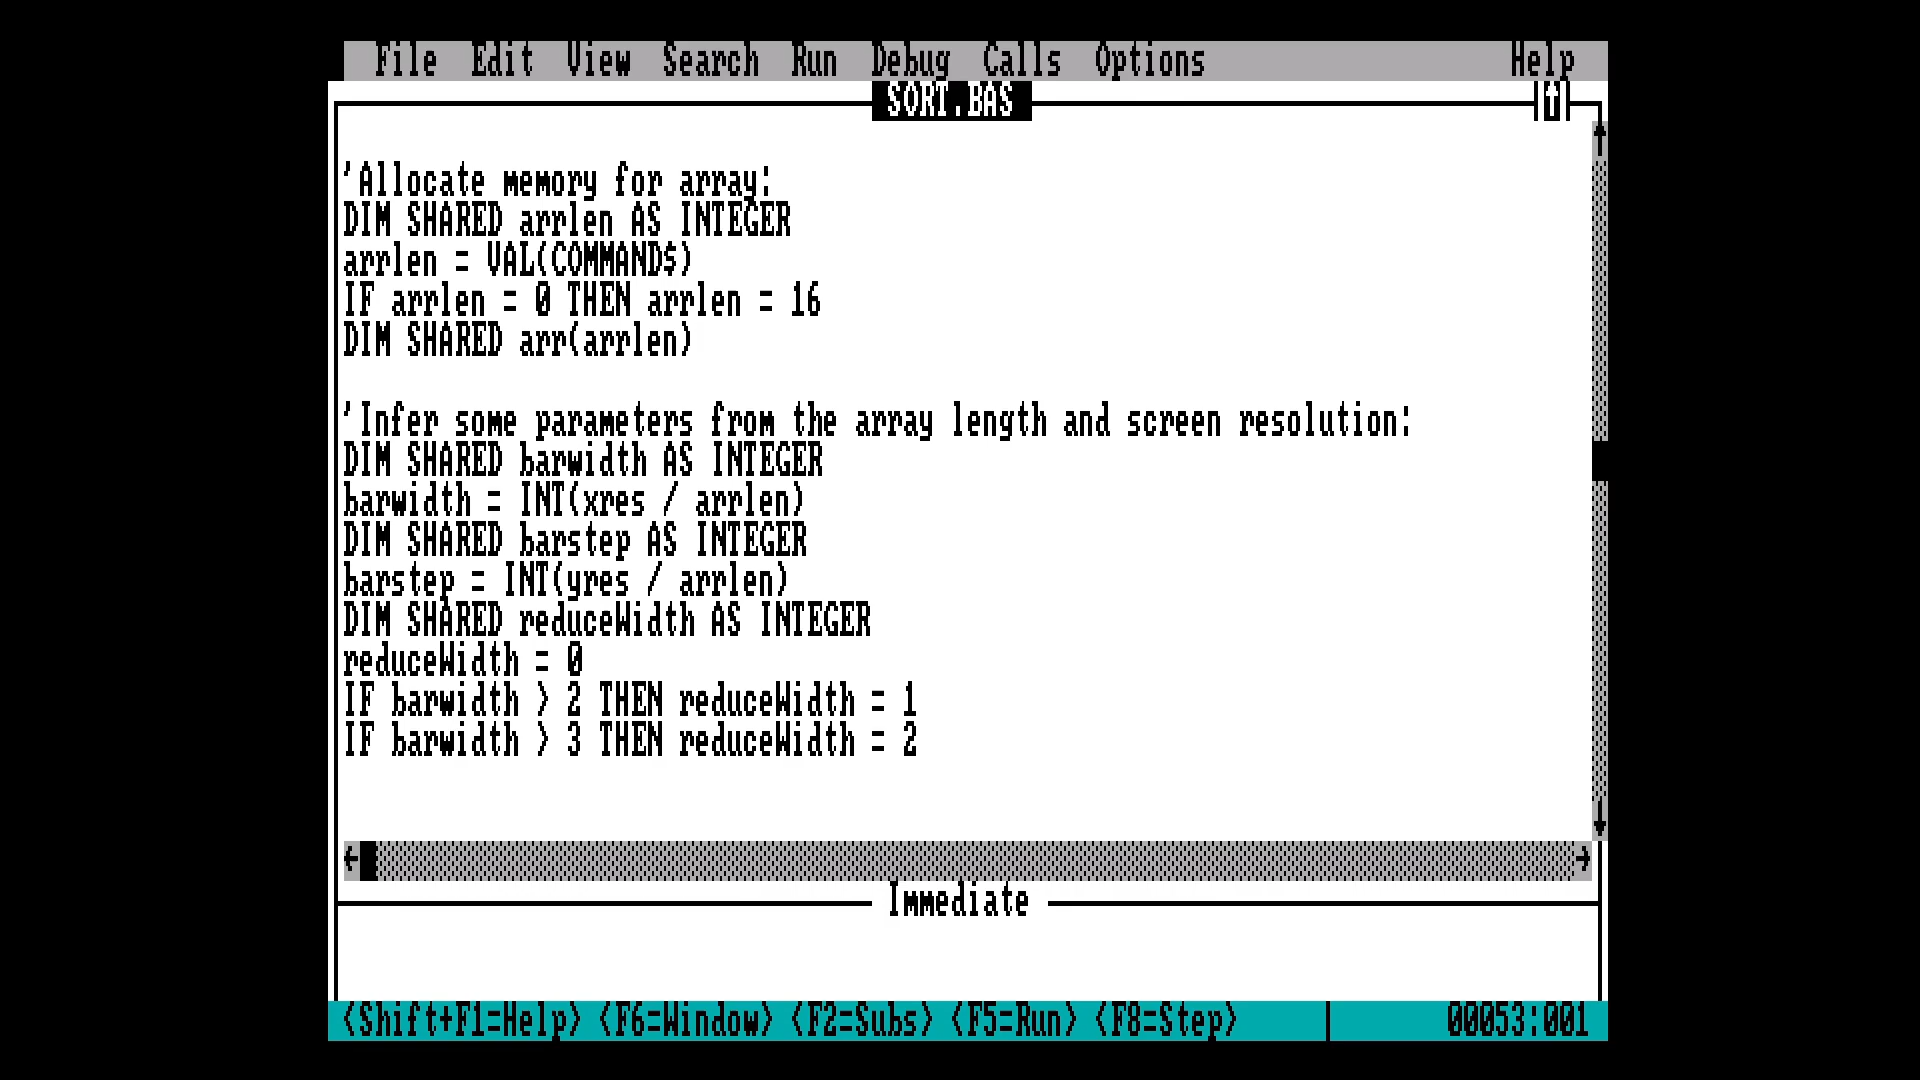 File Edit View Search Run Debug Calls Options Help
SORT.BAS
'Allocate memory for array:
DIM SHARED arrlen AS INTEGER
arrlen = VAL(COMMAND$)
IF arrlen = 0 THEN arrlen = 16
DIM SHARED arr(arrlen)
'Infer some parameters from the array length and screen resolution:
DIM SHARED barwidth AS INTEGER
barwidth = INT(xres / arrlen)
DIM SHARED barstep AS INTEGER
barstep = INT(yres / arrlen)
DIM SHARED reduceWidth AS INTEGER
reduceWidth = 0
IF barwidth > 2 THEN reduceWidth = 1
IF barwidth > 3 THEN reduceWidth = 2
Immediate
<Shift+F1=Help> <F6=Window> <F2=Subs> <F5=Run> <F8=Step> 00053:001